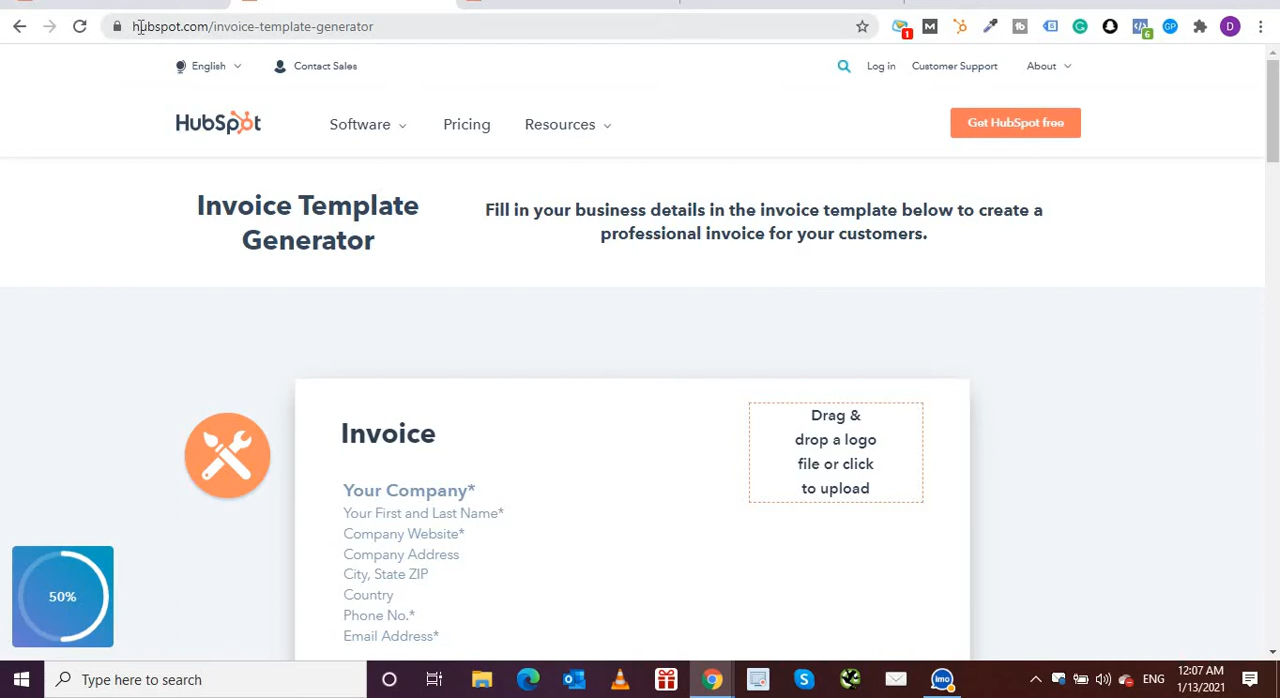 hubspot.com/invoice-template-generator
1
6
D
English
Contact Sales
Log in
Customer Support
About
HubSpot
Software
Pricing
Resources
Get HubSpot free
Invoice Template
Generator
Fill in your business details in the invoice template below to create a
professional invoice for your customers.
Invoice
Drag &
drop a logo
file or click
to upload
Your Company*
Your First and Last Name*
Company Website*
Company Address
City, State ZIP
Country
Phone No.*
Email Address*
50%
Type here to search
imo
ENG
12:07 AM
1/13/2021